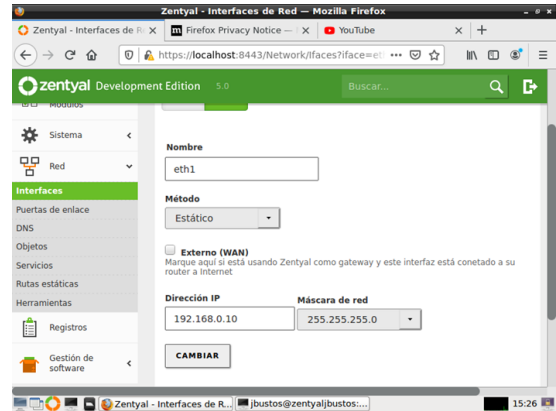 Zentyal - Interfaces de Red — Mozilla Firefox
Zentyal - Interfaces de R
Firefox Privacy Notice —
YouTube
https://localhost:8443/Network/Ifaces?iface=et
zentyal Development Edition 5.0
Buscar...
Módulos
Sistema
Red
Interfaces
Puertas de enlace
DNS
Objetos
Servicios
Rutas estáticas
Herramientas
Registros
Gestión de
software
Nombre
eth1
Método
Estático
Externo (WAN)
Marque aquí si está usando Zentyal como gateway y este interfaz está conetado a su
router a Internet
Dirección IP
Máscara de red
192.168.0.10
255.255.255.0
CAMBIAR
Zentyal - Interfaces de R...
jbustos@zentyaljbustos:...
15:26